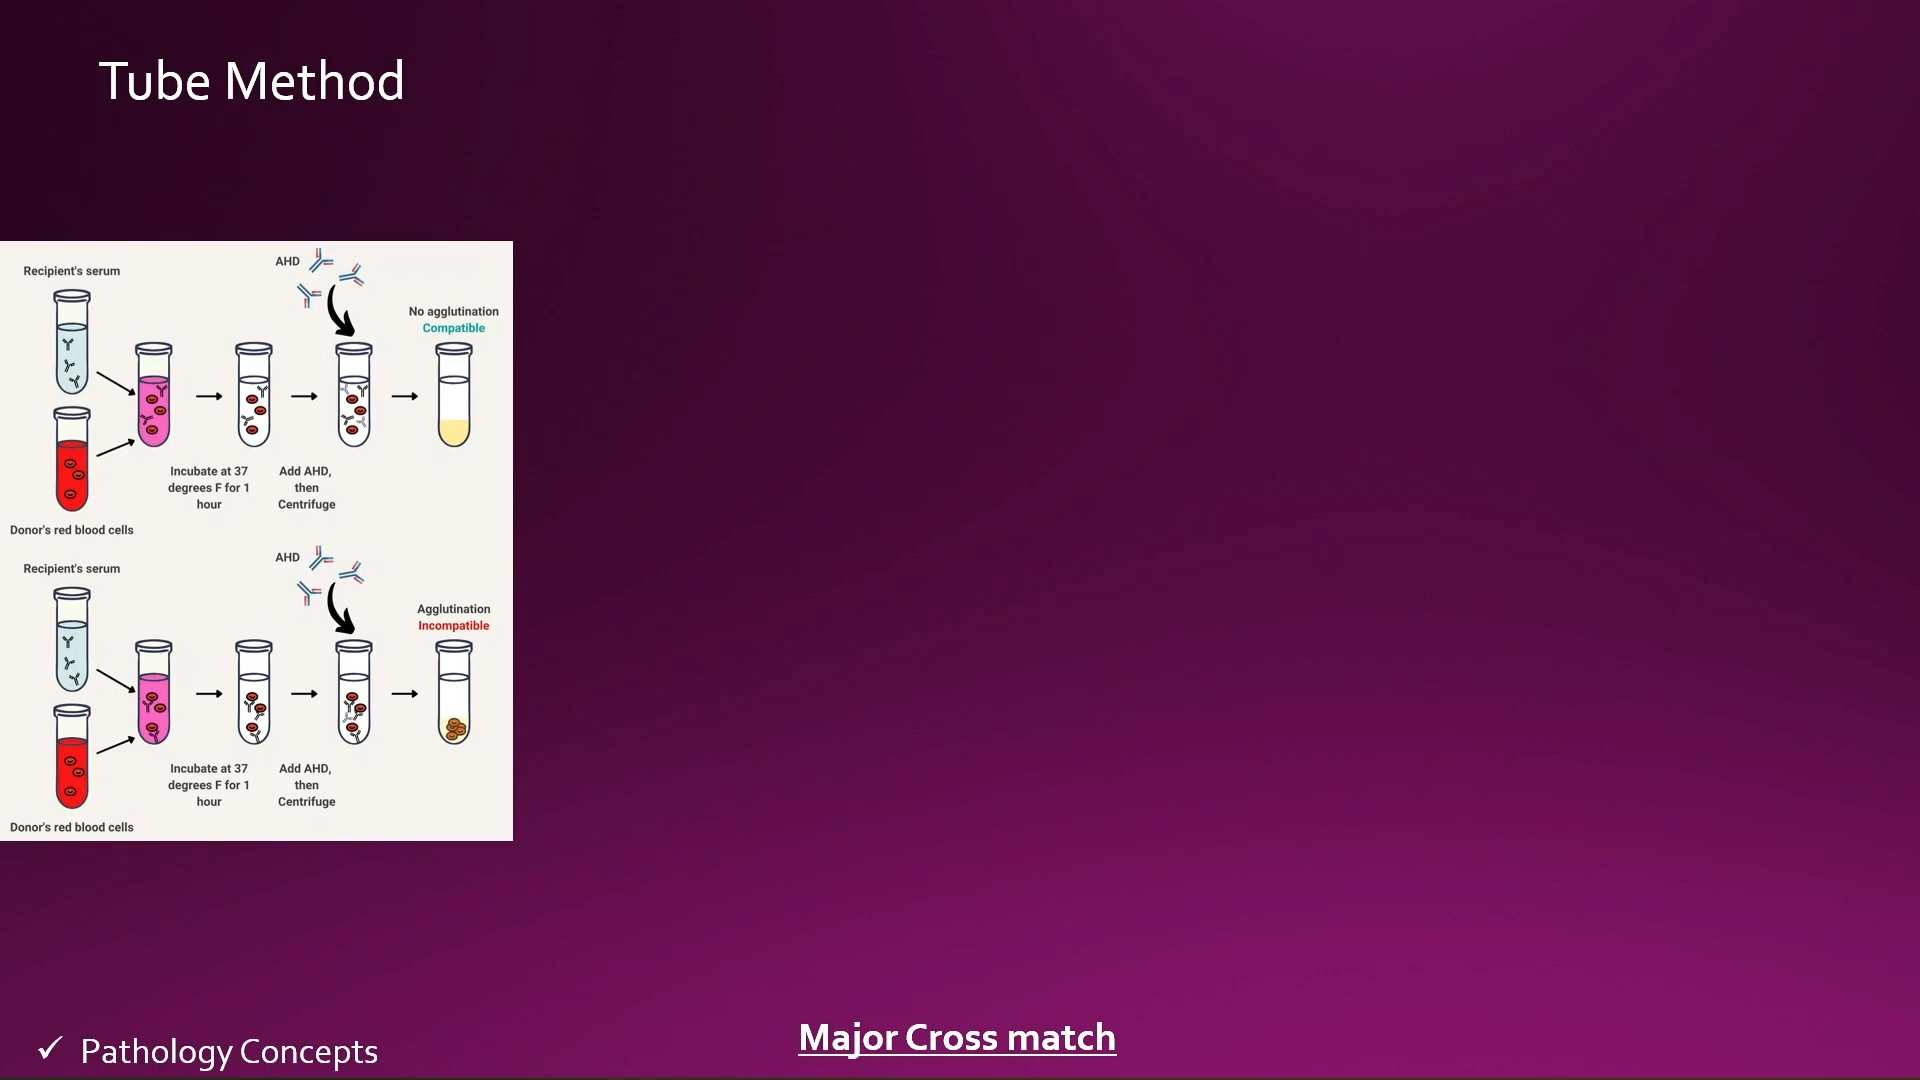 Tube Method
Recipient's serum
AHD
No agglutination
Compatible
Incubate at 37
degrees F for 1
hour
Add AHD,
then
Centrifuge
Donor's red blood cells
Recipient's serum
AHD
Agglutination
Incompatible
Incubate at 37
degrees F for 1
hour
Add AHD,
then
Centrifuge
Donor's red blood cells
✓ Pathology Concepts
Major Cross match